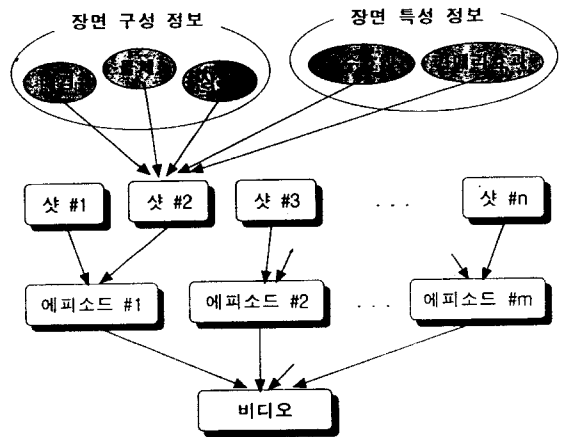 장면 구성 정보
장면 특성 정보
샷 #1
샷 #2
샷 #3
. . .
샷 #n
에피소드 #1
에피소드 #2
. . .
에피소드 #m
비디오